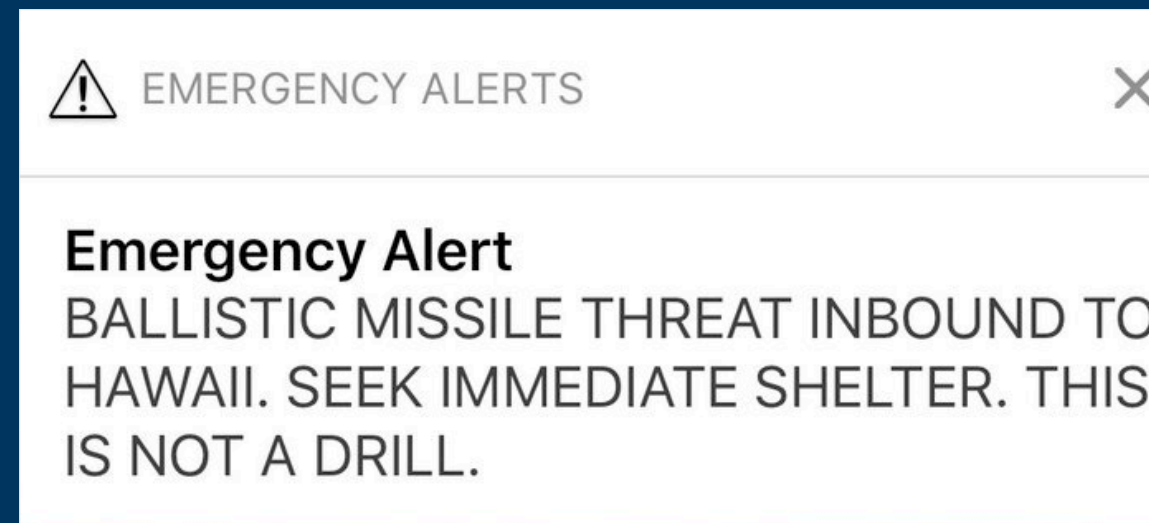 EMERGENCY ALERTS
Emergency Alert
BALLISTIC MISSILE THREAT INBOUND TO
HAWAII. SEEK IMMEDIATE SHELTER. THIS
IS NOT A DRILL.